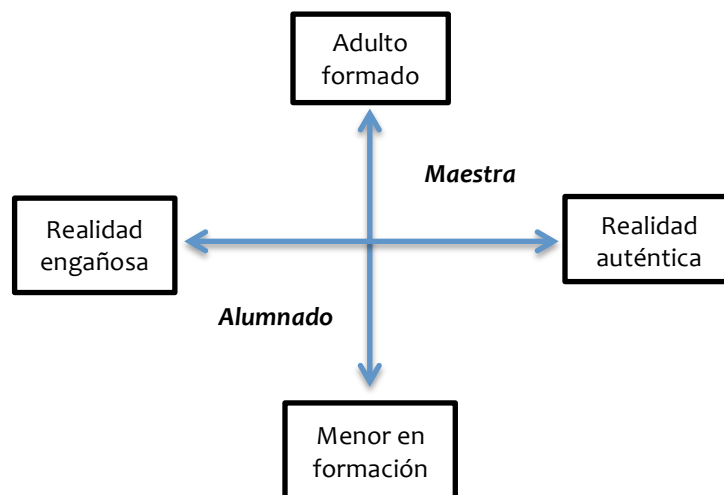 Adulto
formado
Maestra
Realidad
engañosa
Realidad
auténtica
Alumnado
Menor en
formación